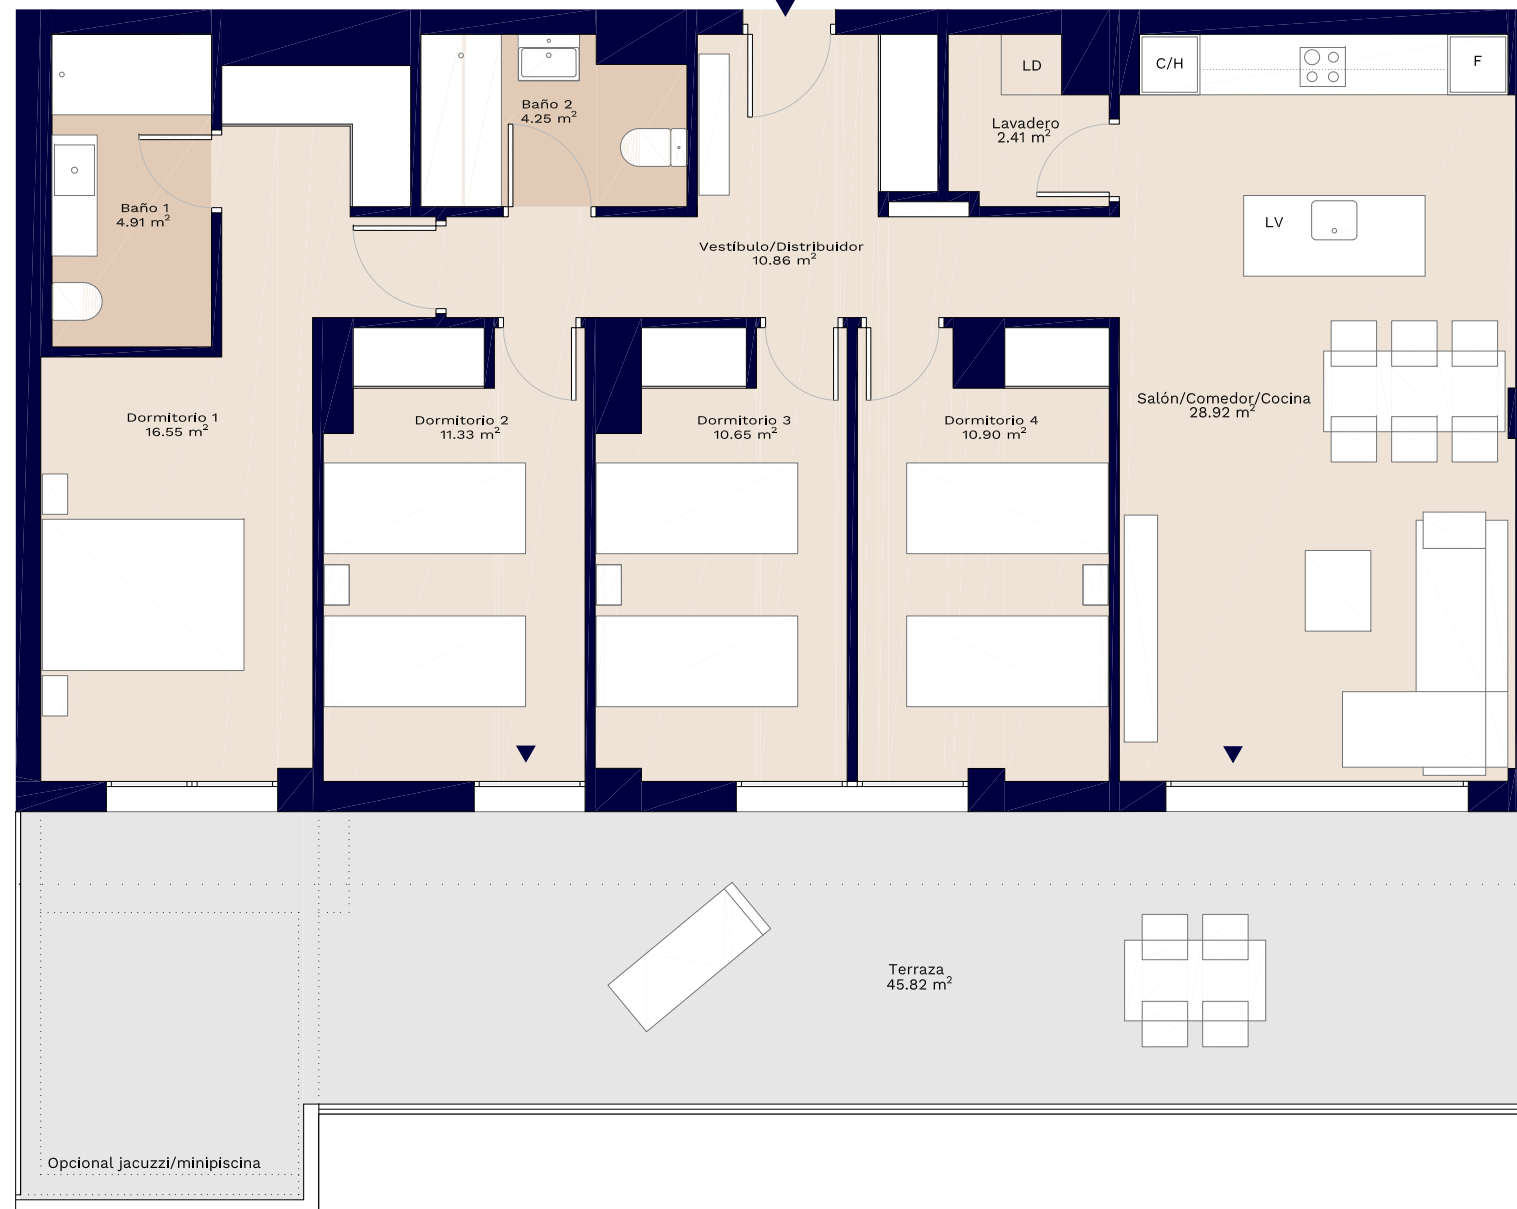 LD
C/H
F
Baño 2
4.25 m²
Lavadero
2.41 m²
Baño 1
4.91 m²
LV
Vestíbulo/Distribuidor
10.86 m²
Salón/Comedor/Cocina
28.92 m²
Dormitorio 1
16.55 m²
Dormitorio 2
11.33 m²
Dormitorio 3
10.65 m²
Dormitorio 4
10.90 m²
Terraza
45.82 m²
Opcional jacuzzi/minipiscina